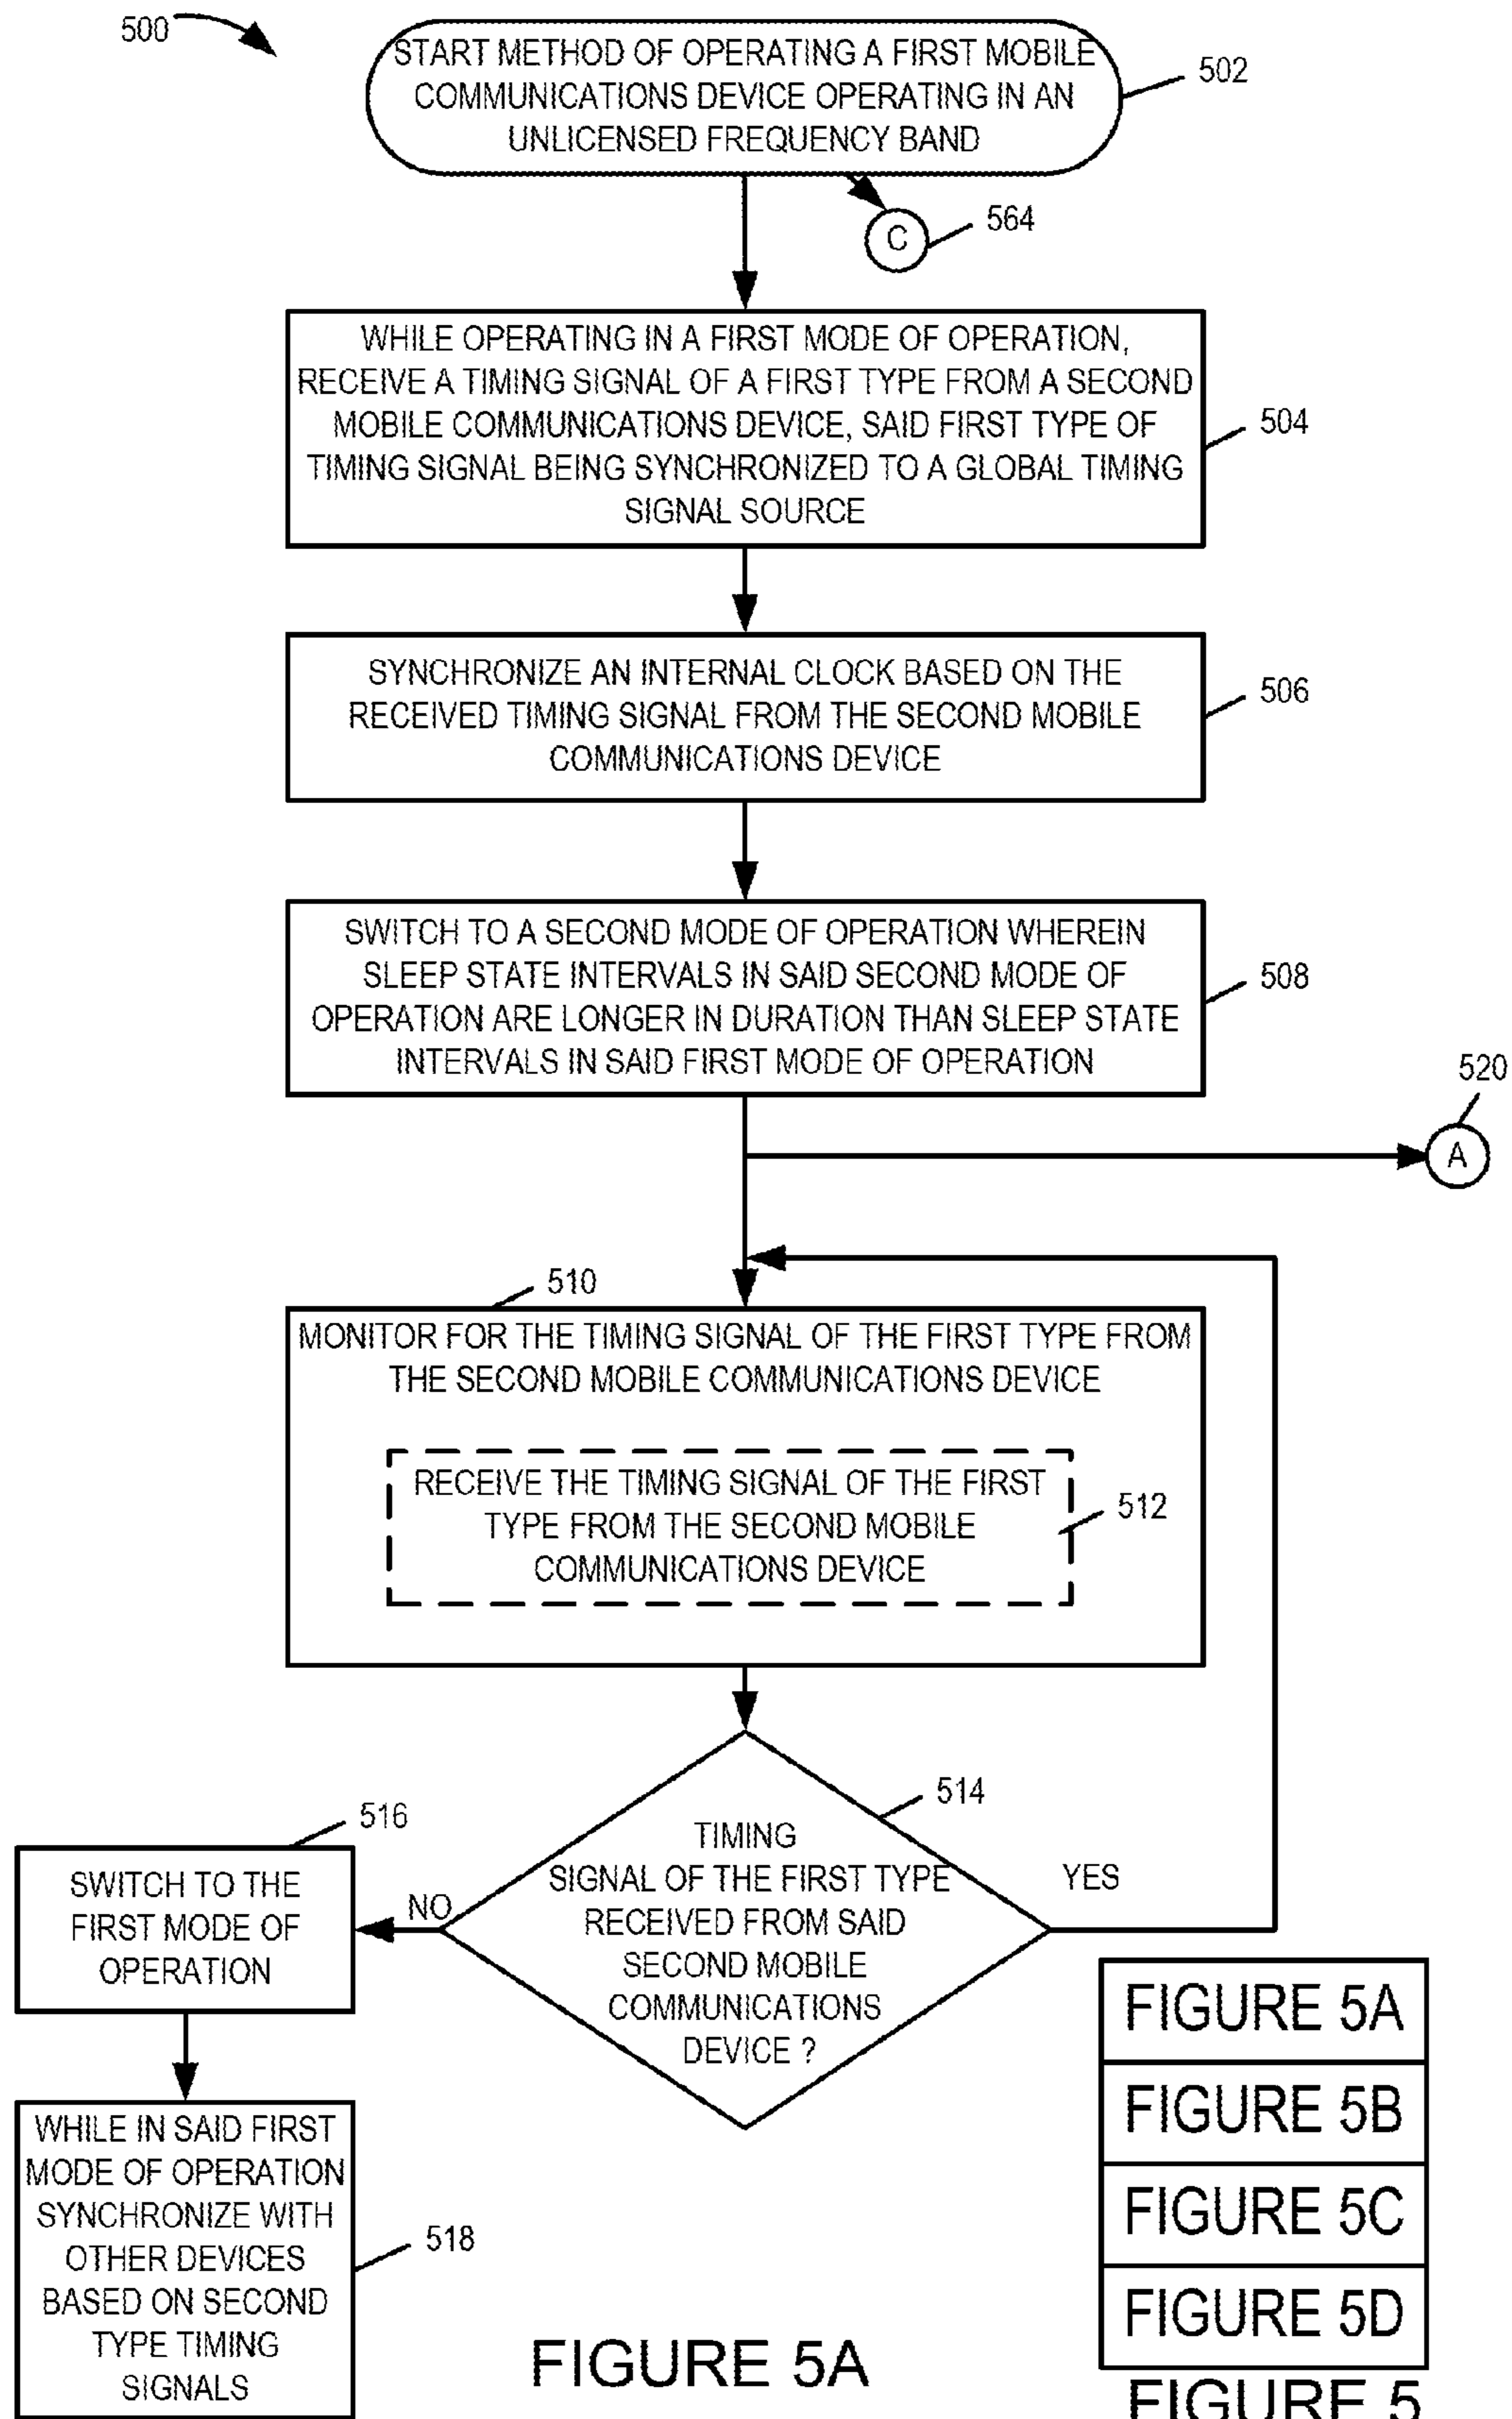 500
START METHOD OF OPERATING A FIRST MOBILE
COMMUNICATIONS DEVICE OPERATING IN AN
UNLICENSED FREQUENCY BAND
502
C
564
WHILE OPERATING IN A FIRST MODE OF OPERATION,
RECEIVE A TIMING SIGNAL OF A FIRST TYPE FROM A SECOND
MOBILE COMMUNICATIONS DEVICE, SAID FIRST TYPE OF
TIMING SIGNAL BEING SYNCHRONIZED TO A GLOBAL TIMING
SIGNAL SOURCE
504
SYNCHRONIZE AN INTERNAL CLOCK BASED ON THE
RECEIVED TIMING SIGNAL FROM THE SECOND MOBILE
COMMUNICATIONS DEVICE
506
SWITCH TO A SECOND MODE OF OPERATION WHEREIN
SLEEP STATE INTERVALS IN SAID SECOND MODE OF
OPERATION ARE LONGER IN DURATION THAN SLEEP STATE
INTERVALS IN SAID FIRST MODE OF OPERATION
508
520
A
510
MONITOR FOR THE TIMING SIGNAL OF THE FIRST TYPE FROM
THE SECOND MOBILE COMMUNICATIONS DEVICE
RECEIVE THE TIMING SIGNAL OF THE FIRST
TYPE FROM THE SECOND MOBILE
COMMUNICATIONS DEVICE
512
514
TIMING
SIGNAL OF THE FIRST TYPE
RECEIVED FROM SAID
SECOND MOBILE
COMMUNICATIONS
DEVICE ?
YES
NO
516
SWITCH TO THE
FIRST MODE OF
OPERATION
WHILE IN SAID FIRST
MODE OF OPERATION
SYNCHRONIZE WITH
OTHER DEVICES
BASED ON SECOND
TYPE TIMING
SIGNALS
518
FIGURE 5A
FIGURE 5A
FIGURE 5B
FIGURE 5C
FIGURE 5D
FIGURE 5